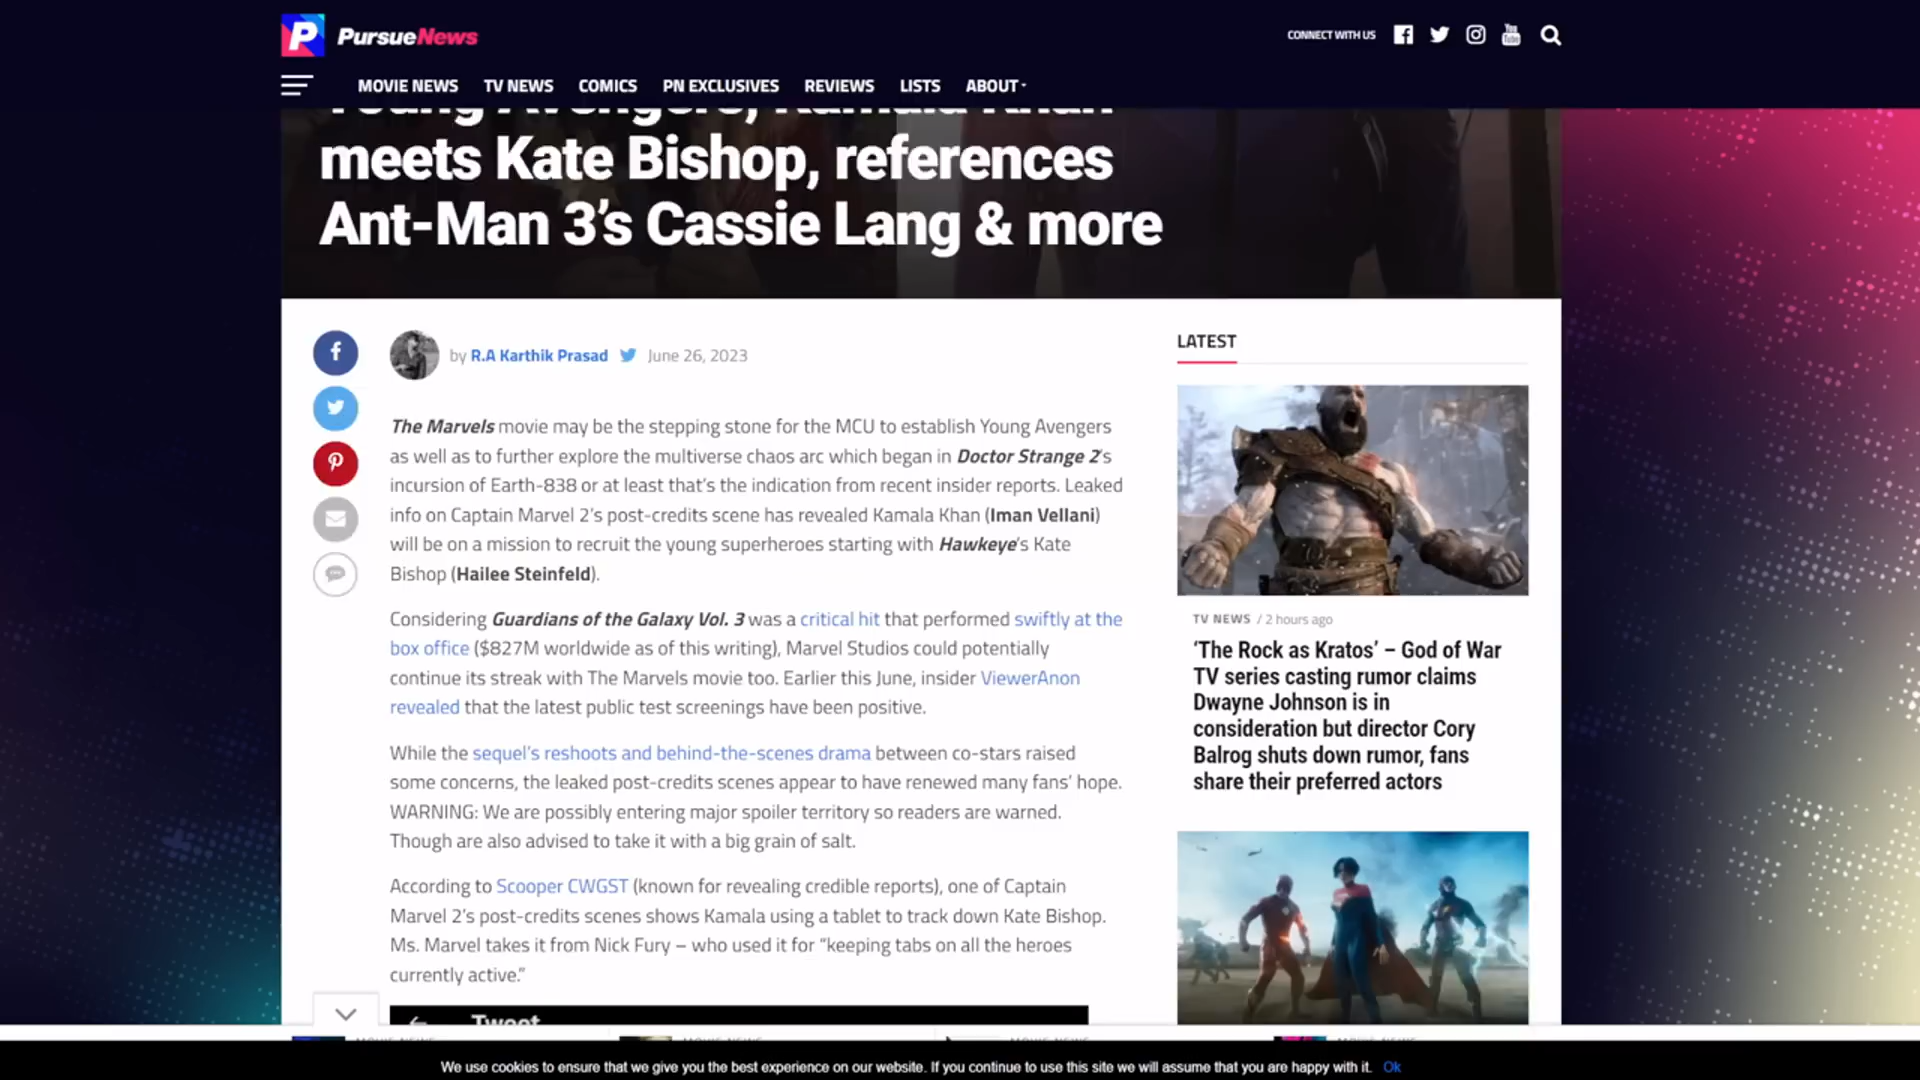 PursueNews
CONNECT WITH US
MOVIE NEWS TV NEWS COMICS PN EXCLUSIVES REVIEWS LISTS ABOUT
Young Avengers, Kamala Khan
meets Kate Bishop, references
Ant-Man 3's Cassie Lang & more
by R.A Karthik Prasad June 26, 2023
The Marvels movie may be the stepping stone for the MCU to establish Young Avengers
as well as to further explore the multiverse chaos arc which began in Doctor Strange 2's
incursion of Earth-838 or at least that's the indication from recent insider reports. Leaked
info on Captain Marvel 2's post-credits scene has revealed Kamala Khan (Iman Vellani)
will be on a mission to recruit the young superheroes starting with Hawkeye's Kate
Bishop (Hailee Steinfeld).
Considering Guardians of the Galaxy Vol. 3 was a critical hit that performed swiftly at the
box office ($827M worldwide as of this writing), Marvel Studios could potentially
continue its streak with The Marvels movie too. Earlier this June, insider ViewerAnon
revealed that the latest public test screenings have been positive.
While the sequel's reshoots and behind-the-scenes drama between co-stars raised
some concerns, the leaked post-credits scenes appear to have renewed many fans' hope.
WARNING: We are possibly entering major spoiler territory so readers are warned.
Though are also advised to take it with a big grain of salt.
According to Scooper CWGST (known for revealing credible reports), one of Captain
Marvel 2's post-credits scenes shows Kamala using a tablet to track down Kate Bishop.
Ms. Marvel takes it from Nick Fury – who used it for "keeping tabs on all the heroes
currently active."
Tweet
LATEST
TV NEWS / 2 hours ago
'The Rock as Kratos' – God of War
TV series casting rumor claims
Dwayne Johnson is in
consideration but director Cory
Balrog shuts down rumor, fans
share their preferred actors
MOVIE NEWS MOVIE NEWS MOVIE NEWS MOVIE NEWS
We use cookies to ensure that we give you the best experience on our website. If you continue to use this site we will assume that you are happy with it. Ok